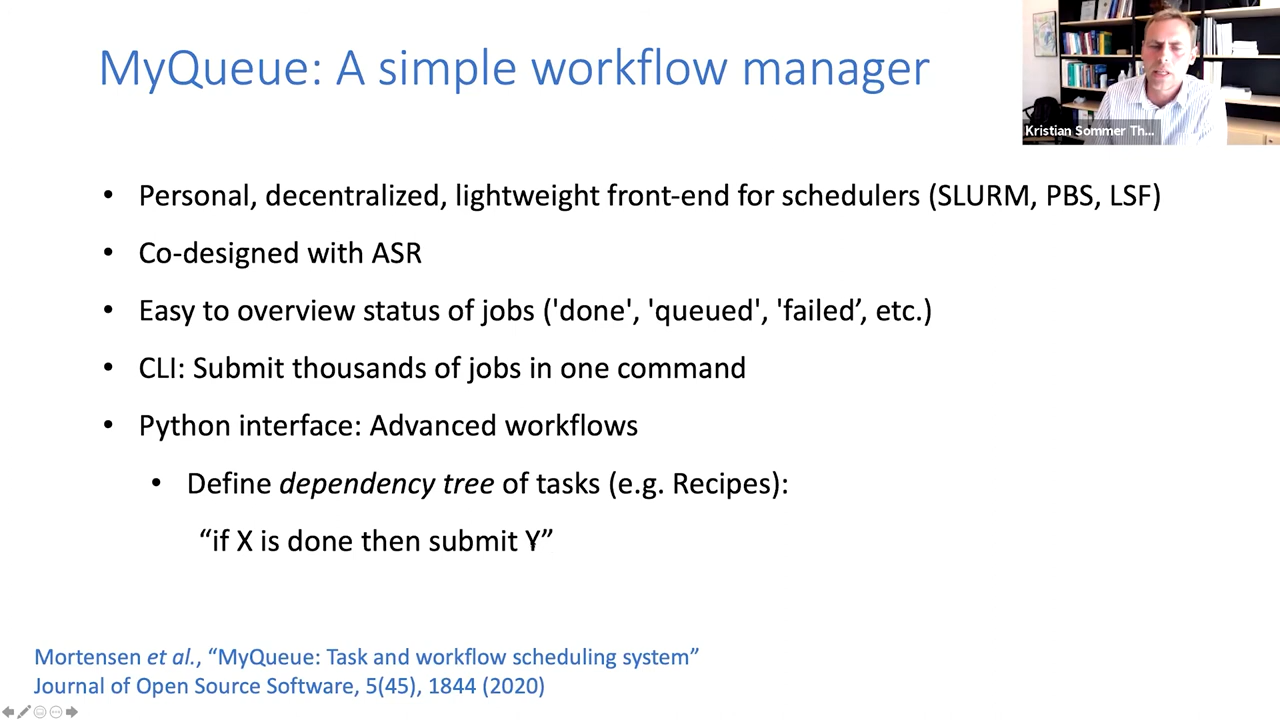 MyQueue: A simple workflow manager
Kristian Sommer Th...
• Personal, decentralized, lightweight front-end for schedulers (SLURM, PBS, LSF)
• Co-designed with ASR
• Easy to overview status of jobs ('done', 'queued', 'failed’, etc.)
• CLI: Submit thousands of jobs in one command
• Python interface: Advanced workflows
• Define dependency tree of tasks (e.g. Recipes):
“if X is done then submit Y”
Mortensen et al., “MyQueue: Task and workflow scheduling system”
Journal of Open Source Software, 5(45), 1844 (2020)